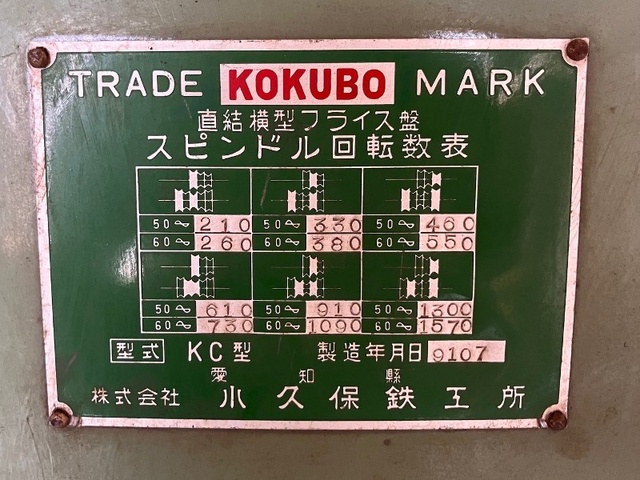 TRADE KOKUBO MARK
直結横型フライス盤
スピンドル回転数表
50∾ 210 50∾ 330 50∾ 460
60∾ 260 60∾ 380 60∾ 550
50∾ 610 50∾ 910 50∾ 1300
60∾ 730 60∾ 1090 60∾ 1570
型式 KC型 製造年月日 9107
愛知縣
株式会社 小久保鉄工所